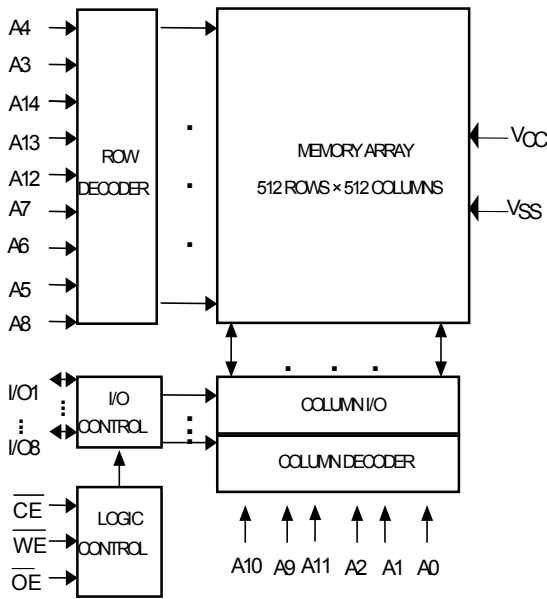 A4
A3
A14
A13
A12
A7
A6
A5
A8
ROW
DECODER
MEMORY ARRAY
512 ROWS × 512 COLUMNS
VCC
VSS
I/O1
I/O8
I/O
CONTROL
COLUMN I/O
COLUMN DECODER
CE
WE
OE
LOGIC
CONTROL
A10 A9 A11 A2 A1 A0